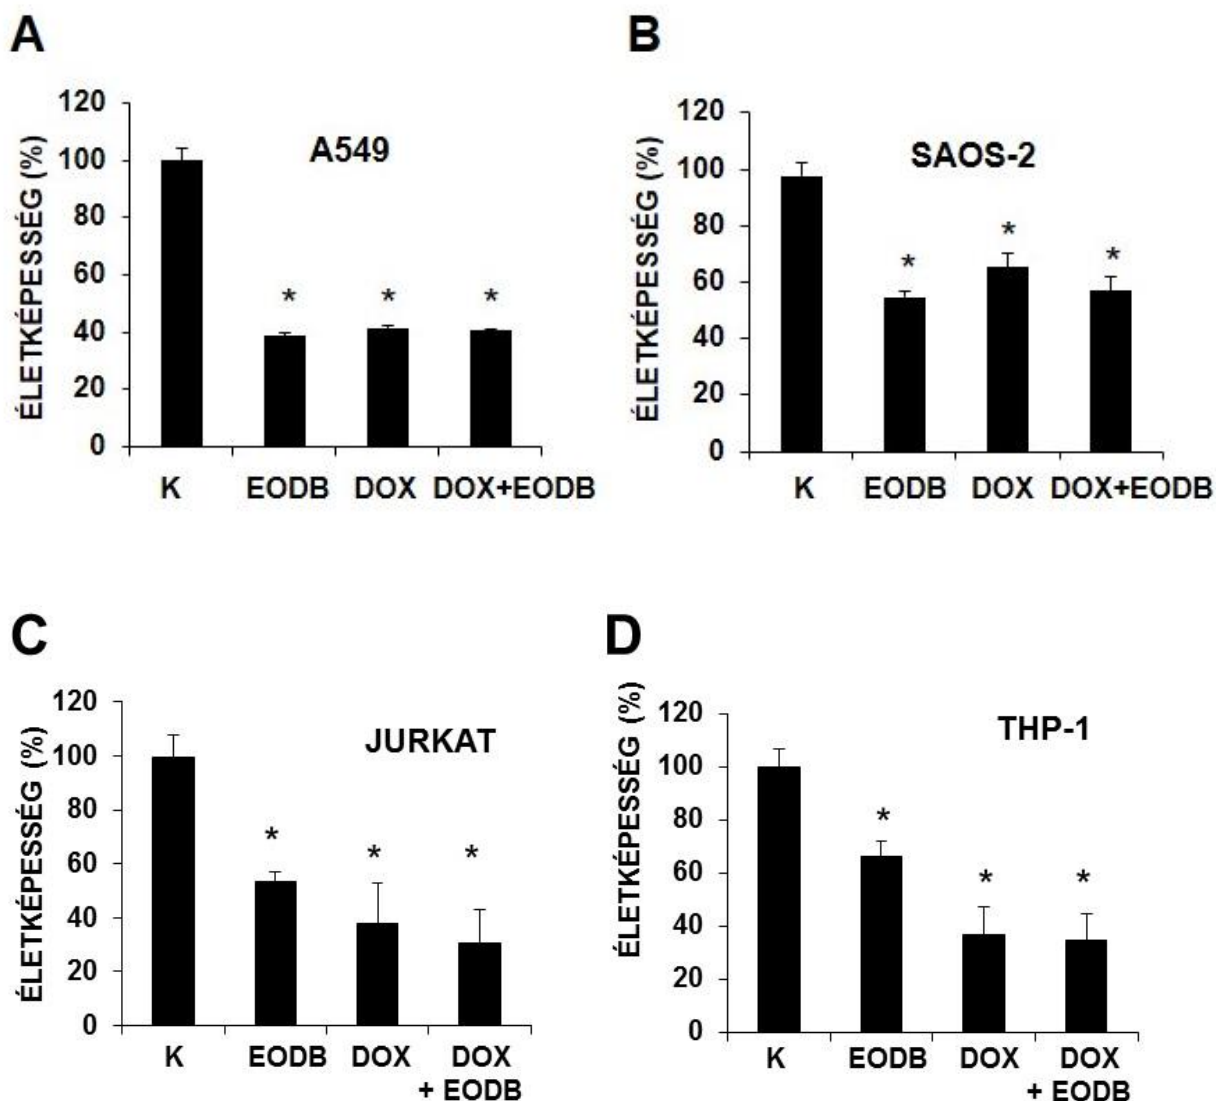 A
ÉLETKÉPESSÉG (%)
120
100
80
60
40
20
0
A549
*
*
*
K EODB DOX DOX+EODB
B
ÉLETKÉPESSÉG (%)
120
100
80
60
40
20
0
SAOS-2
*
*
*
K EODB DOX DOX+EODB
C
ÉLETKÉPESSÉG (%)
120
100
80
60
40
20
0
JURKAT
*
*
*
K EODB DOX DOX
+ EODB
D
ÉLETKÉPESSÉG (%)
120
100
80
60
40
20
0
THP-1
*
*
*
K EODB DOX DOX
+ EODB